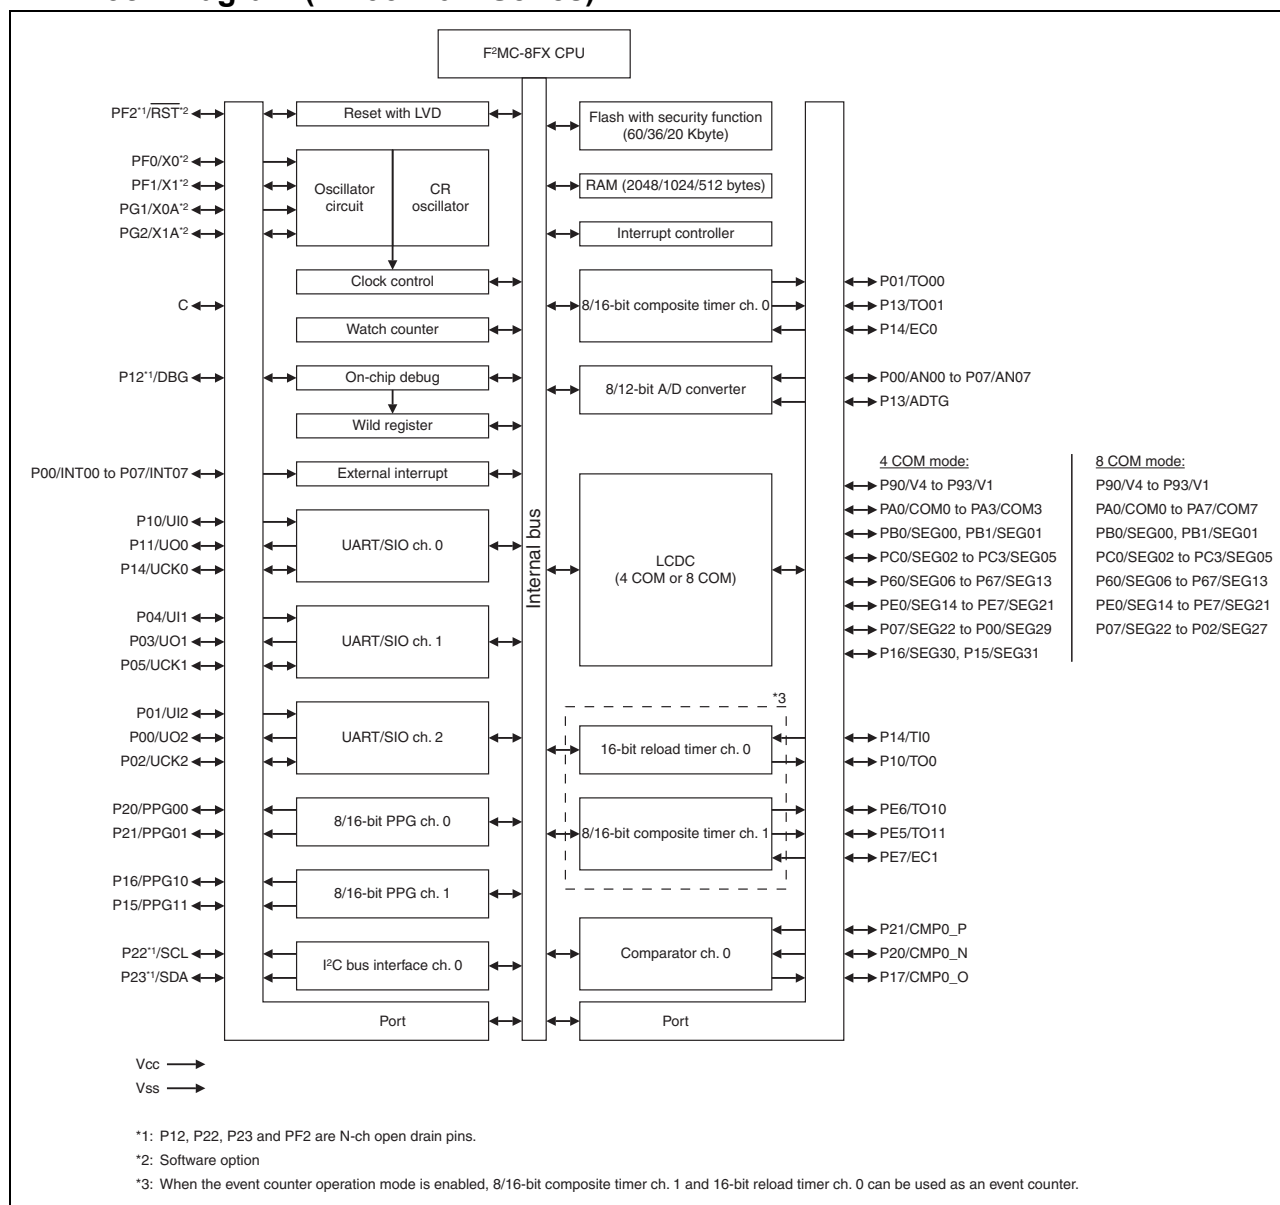 F²MC-8FX CPU
PF2*1/RST*2
Reset with LVD
Flash with security function
(60/36/20 Kbyte)
PF0/X0*2
PF1/X1*2
PG1/X0A*2
PG2/X1A*2
Oscillator
circuit
CR
oscillator
RAM (2048/1024/512 bytes)
Interrupt controller
Clock control
C
Watch counter
8/16-bit composite timer ch. 0
P01/TO00
P13/TO01
P14/EC0
P12*1/DBG
On-chip debug
Wild register
8/12-bit A/D converter
P00/AN00 to P07/AN07
P13/ADTG
P00/INT00 to P07/INT07
External interrupt
P10/UI0
P11/UO0
P14/UCK0
UART/SIO ch. 0
Internal bus
LCDC
(4 COM or 8 COM)
4 COM mode:
P90/V4 to P93/V1
PA0/COM0 to PA3/COM3
PB0/SEG00, PB1/SEG01
PC0/SEG02 to PC3/SEG05
P60/SEG06 to P67/SEG13
PE0/SEG14 to PE7/SEG21
P07/SEG22 to P00/SEG29
P16/SEG30, P15/SEG31
8 COM mode:
P90/V4 to P93/V1
PA0/COM0 to PA7/COM7
PB0/SEG00, PB1/SEG01
PC0/SEG02 to PC3/SEG05
P60/SEG06 to P67/SEG13
PE0/SEG14 to PE7/SEG21
P07/SEG22 to P02/SEG27
P04/UI1
P03/UO1
P05/UCK1
UART/SIO ch. 1
P01/UI2
P00/UO2
P02/UCK2
UART/SIO ch. 2
*3
16-bit reload timer ch. 0
P14/TI0
P10/TO0
P20/PPG00
P21/PPG01
8/16-bit PPG ch. 0
8/16-bit composite timer ch. 1
PE6/TO10
PE5/TO11
PE7/EC1
P16/PPG10
P15/PPG11
8/16-bit PPG ch. 1
P22*1/SCL
P23*1/SDA
I²C bus interface ch. 0
Comparator ch. 0
P21/CMP0_P
P20/CMP0_N
P17/CMP0_O
Port
Port
Vcc
Vss
*1: P12, P22, P23 and PF2 are N-ch open drain pins.
*2: Software option
*3: When the event counter operation mode is enabled, 8/16-bit composite timer ch. 1 and 16-bit reload timer ch. 0 can be used as an event counter.